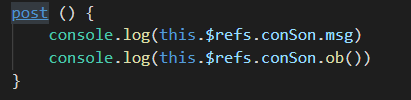 post () {
    console.log(this.$refs.conSon.msg)
    console.log(this.$refs.conSon.ob())
}